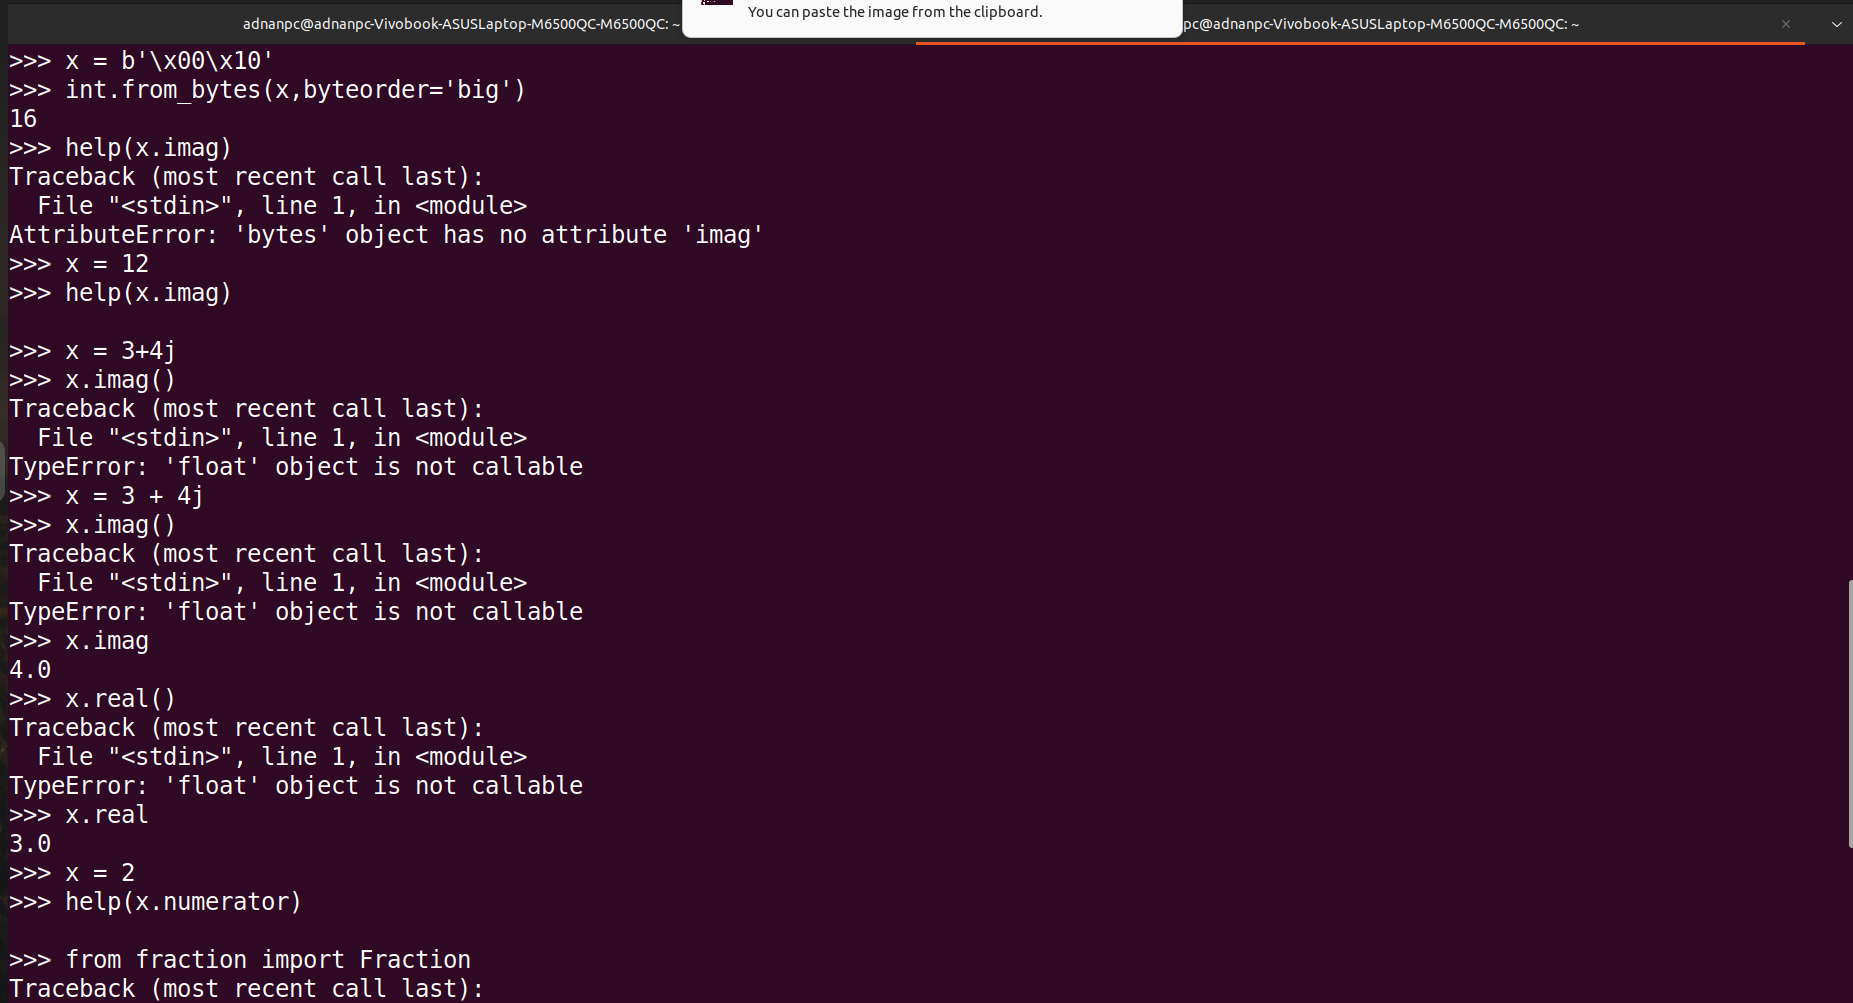 You can paste the image from the clipboard.
adnanpc@adnanpc-Vivobook-ASUSLaptop-M6500QC-M6500QC: ~
pc@adnanpc-Vivobook-ASUSLaptop-M6500QC-M6500QC: ~
>>> x = b'\x00\x10'
>>> int.from_bytes(x,byteorder='big')
16
>>> help(x.imag)
Traceback (most recent call last):
  File "<stdin>", line 1, in <module>
AttributeError: 'bytes' object has no attribute 'imag'
>>> x = 12
>>> help(x.imag)

>>> x = 3+4j
>>> x.imag()
Traceback (most recent call last):
  File "<stdin>", line 1, in <module>
TypeError: 'float' object is not callable
>>> x = 3 + 4j
>>> x.imag()
Traceback (most recent call last):
  File "<stdin>", line 1, in <module>
TypeError: 'float' object is not callable
>>> x.imag
4.0
>>> x.real()
Traceback (most recent call last):
  File "<stdin>", line 1, in <module>
TypeError: 'float' object is not callable
>>> x.real
3.0
>>> x = 2
>>> help(x.numerator)

>>> from fraction import Fraction
Traceback (most recent call last):